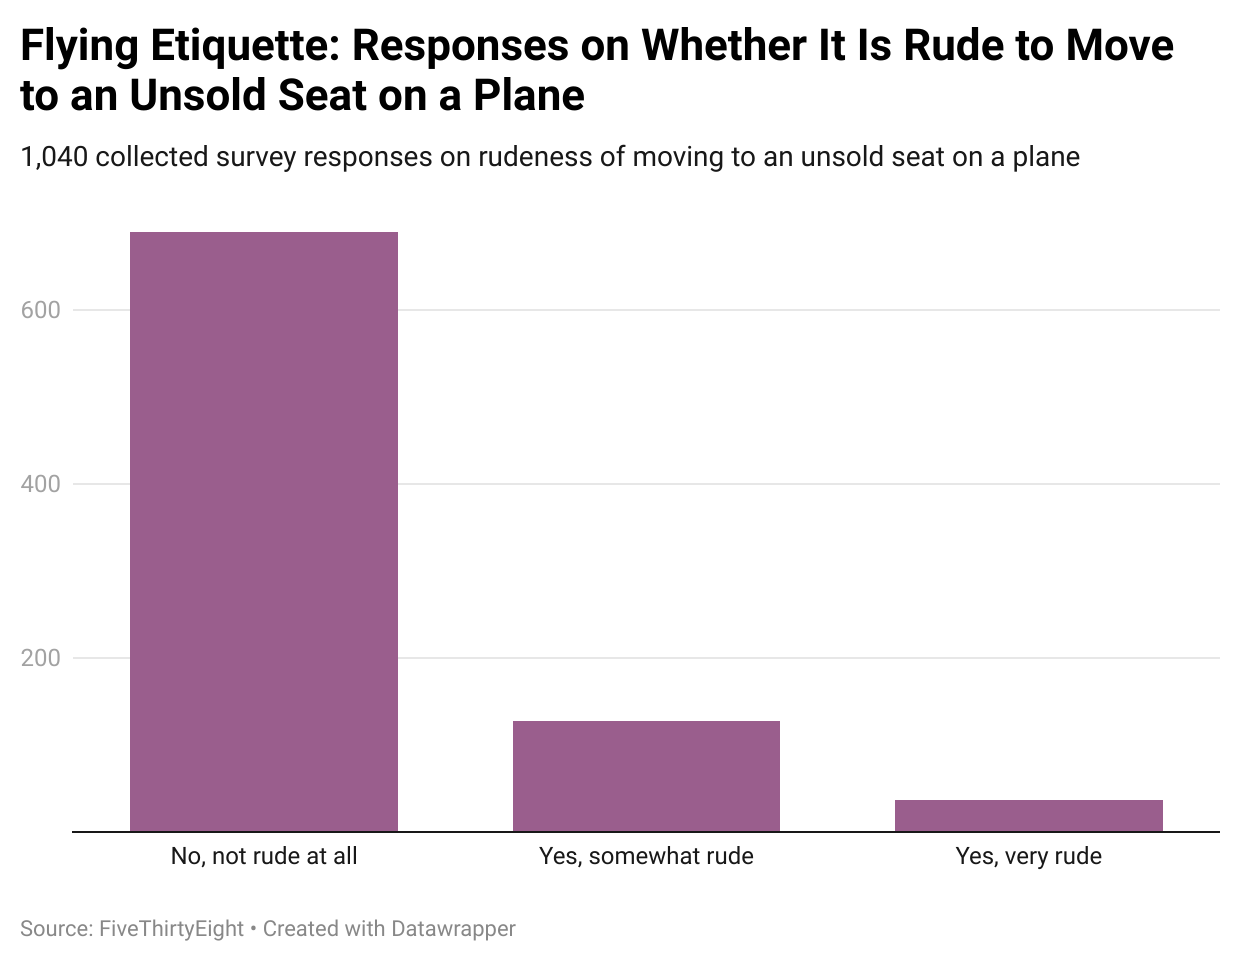 Flying Etiquette: Responses on Whether It Is Rude to Move
to an Unsold Seat on a Plane
1,040 collected survey responses on rudeness of moving to an unsold seat on a plane
600
400
200
No, not rude at all
Yes, somewhat rude
Yes, very rude
Source: FiveThirtyEight • Created with Datawrapper